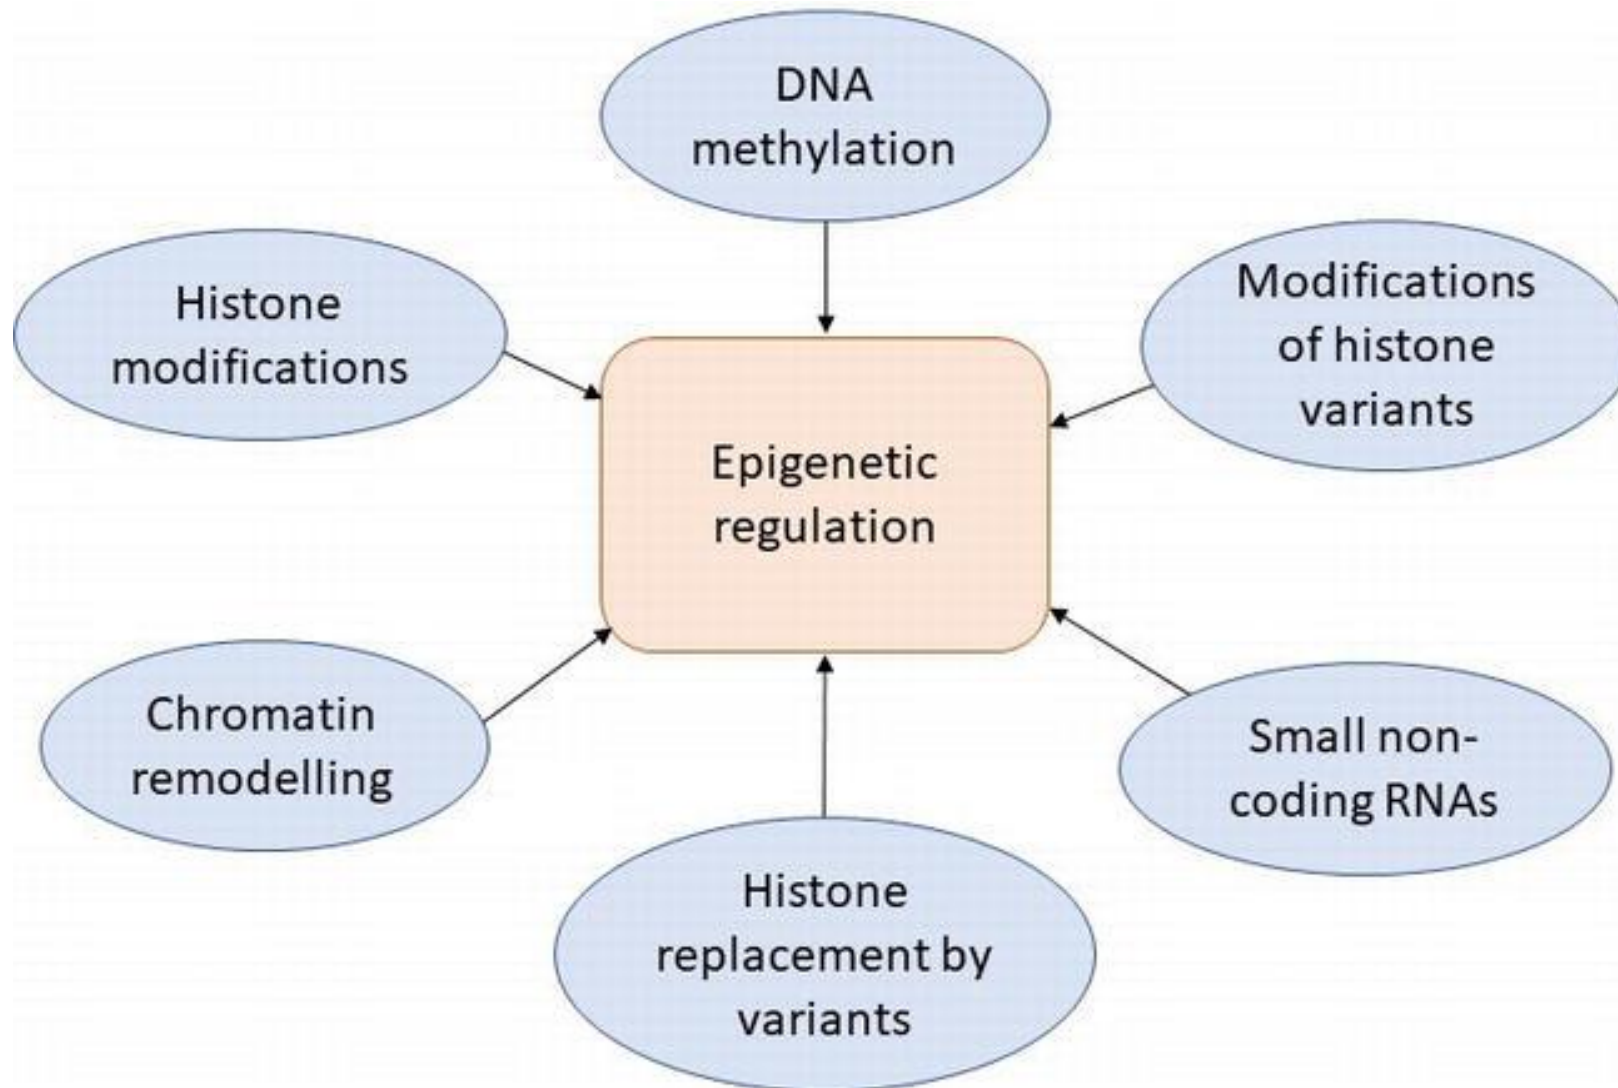 DNA
methylation
Histone
modifications
Modifications
of histone
variants
Epigenetic
regulation
Chromatin
remodelling
Small non-
coding RNAs
Histone
replacement by
variants